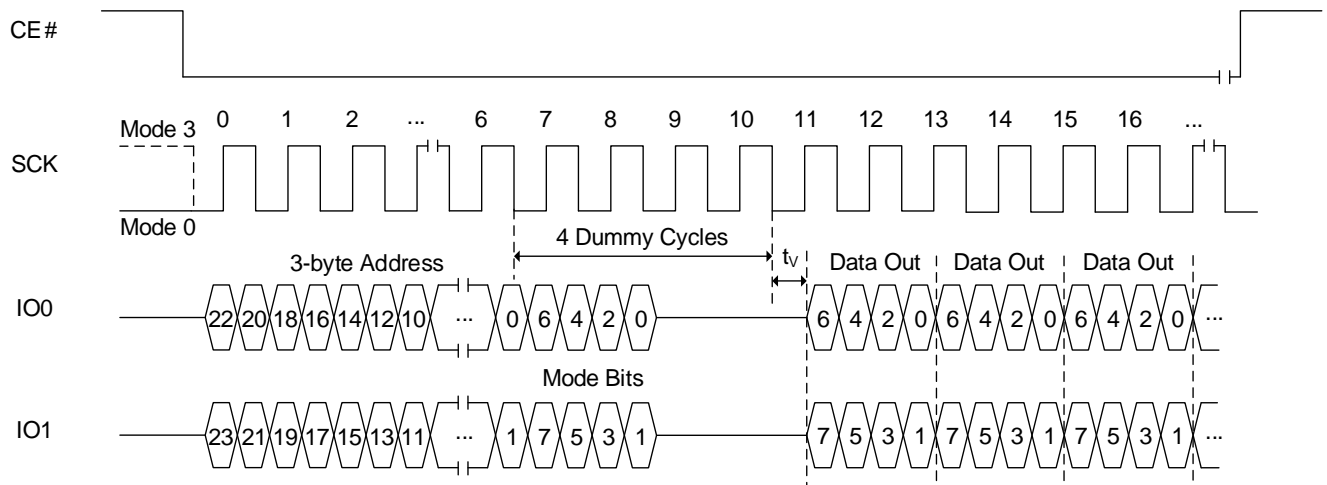 CE#
Mode 3 0 1 2 ... 6 7 8 9 10 11 12 13 14 15 16 ...
SCK
Mode 0
4 Dummy Cycles
3-byte Address tV Data Out Data Out Data Out
IO0 22 20 18 16 14 12 10 ... 0 6 4 2 0 6 4 2 0 6 4 2 0 6 4 2 0 ...
Mode Bits
IO1 23 21 19 17 15 13 11 ... 1 7 5 3 1 7 5 3 1 7 5 3 1 7 5 3 1 ...